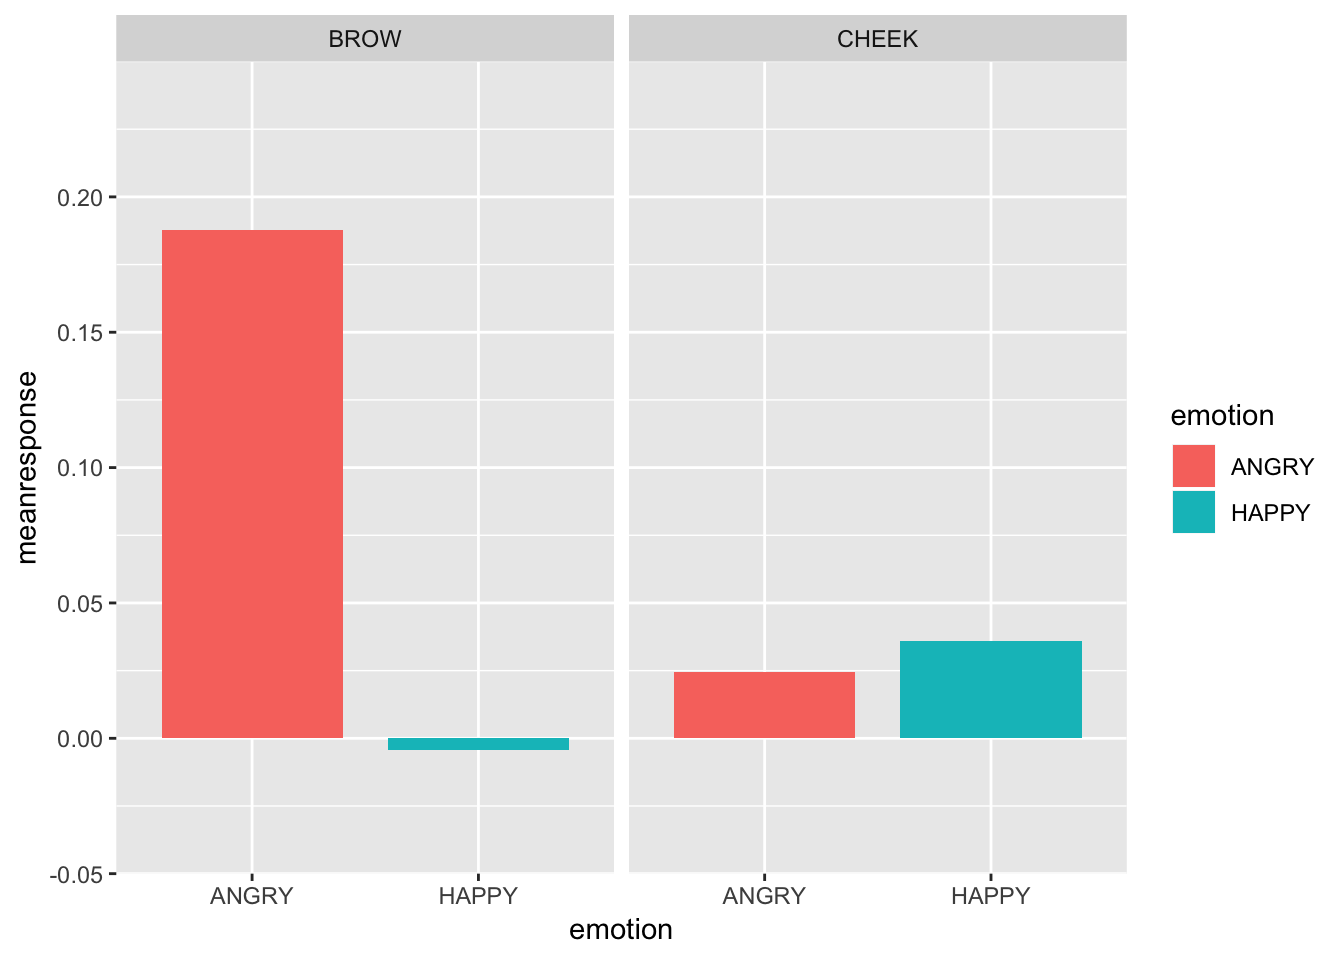 BROW
CHEEK
0.20
0.15
0.10
0.05
0.00
-0.05
meanresponse
ANGRY
HAPPY
ANGRY
HAPPY
emotion
emotion
ANGRY
HAPPY